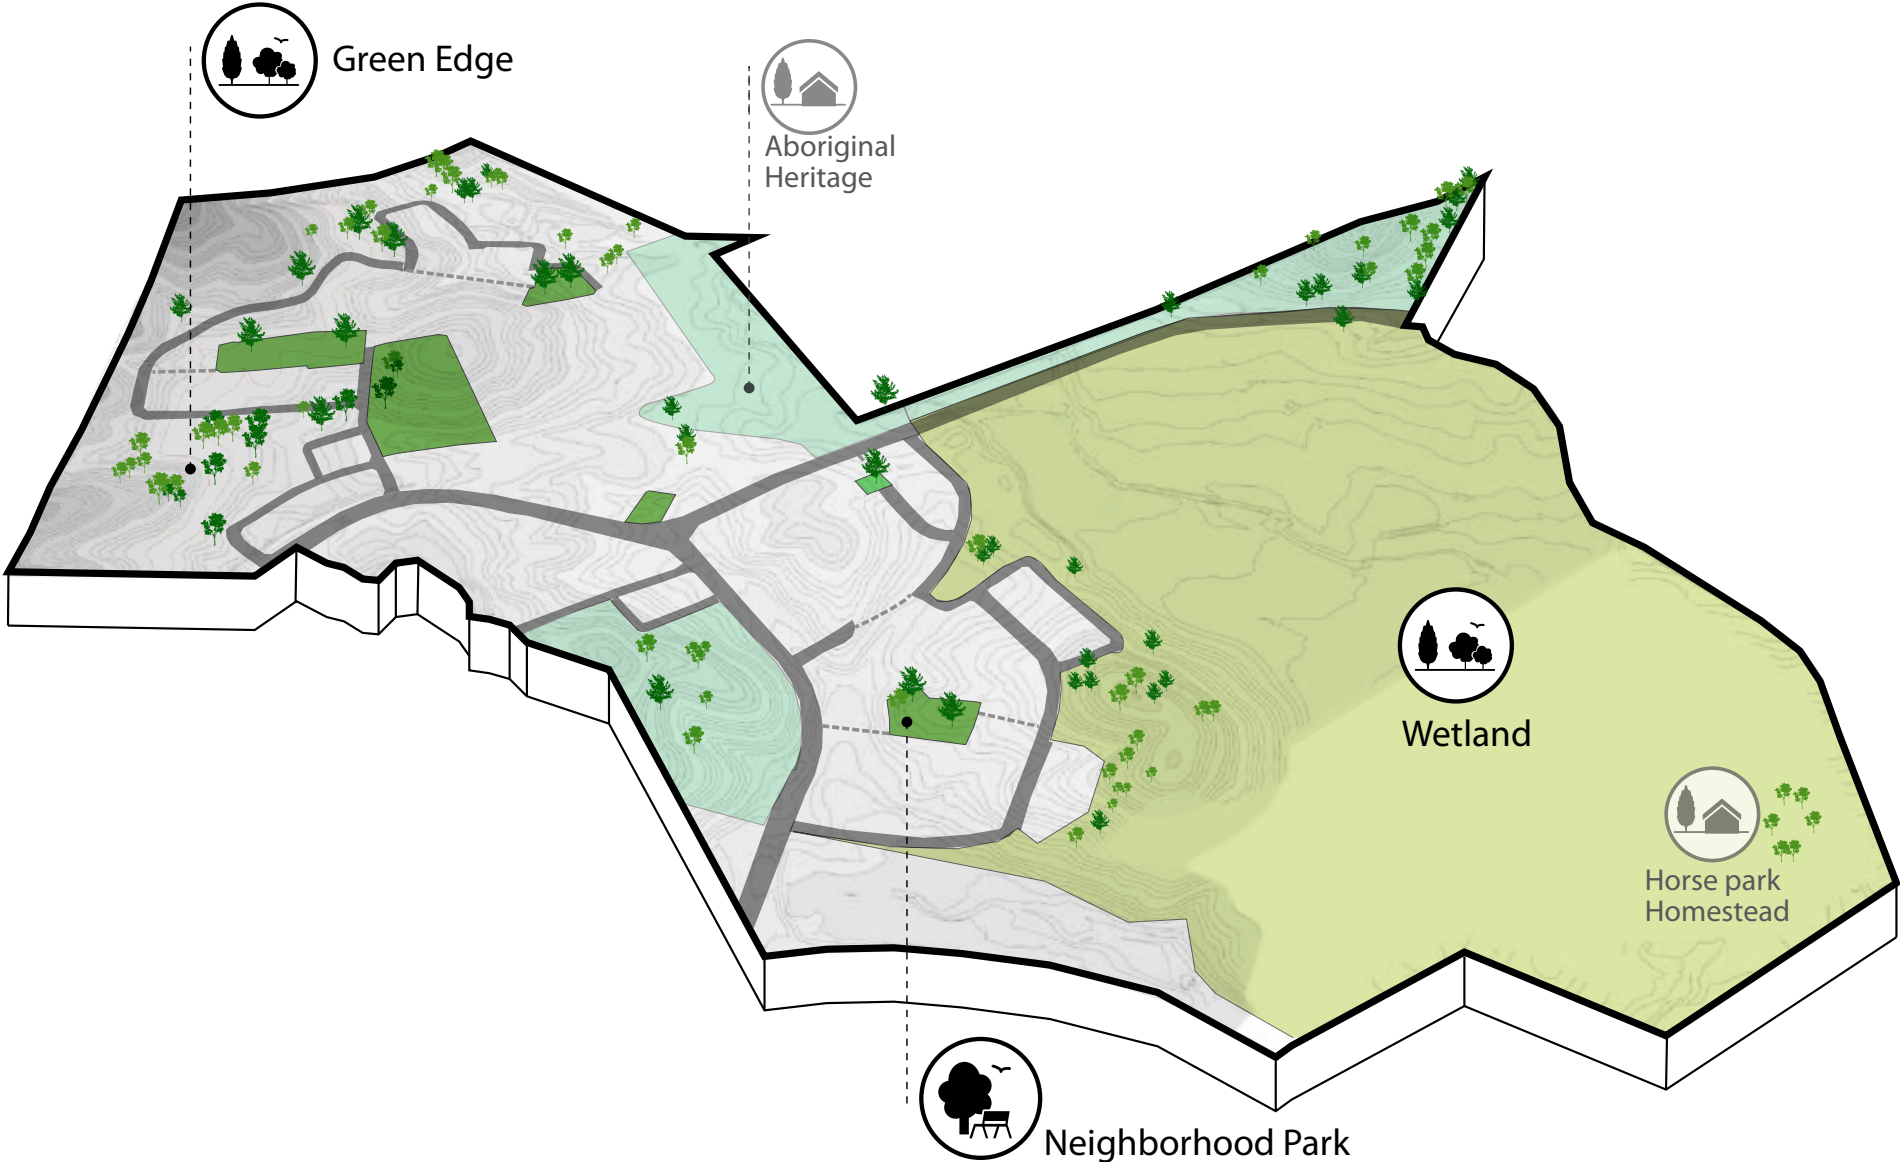 Green Edge
Aboriginal
Heritage
Wetland
Horse park
Homestead
Neighborhood Park